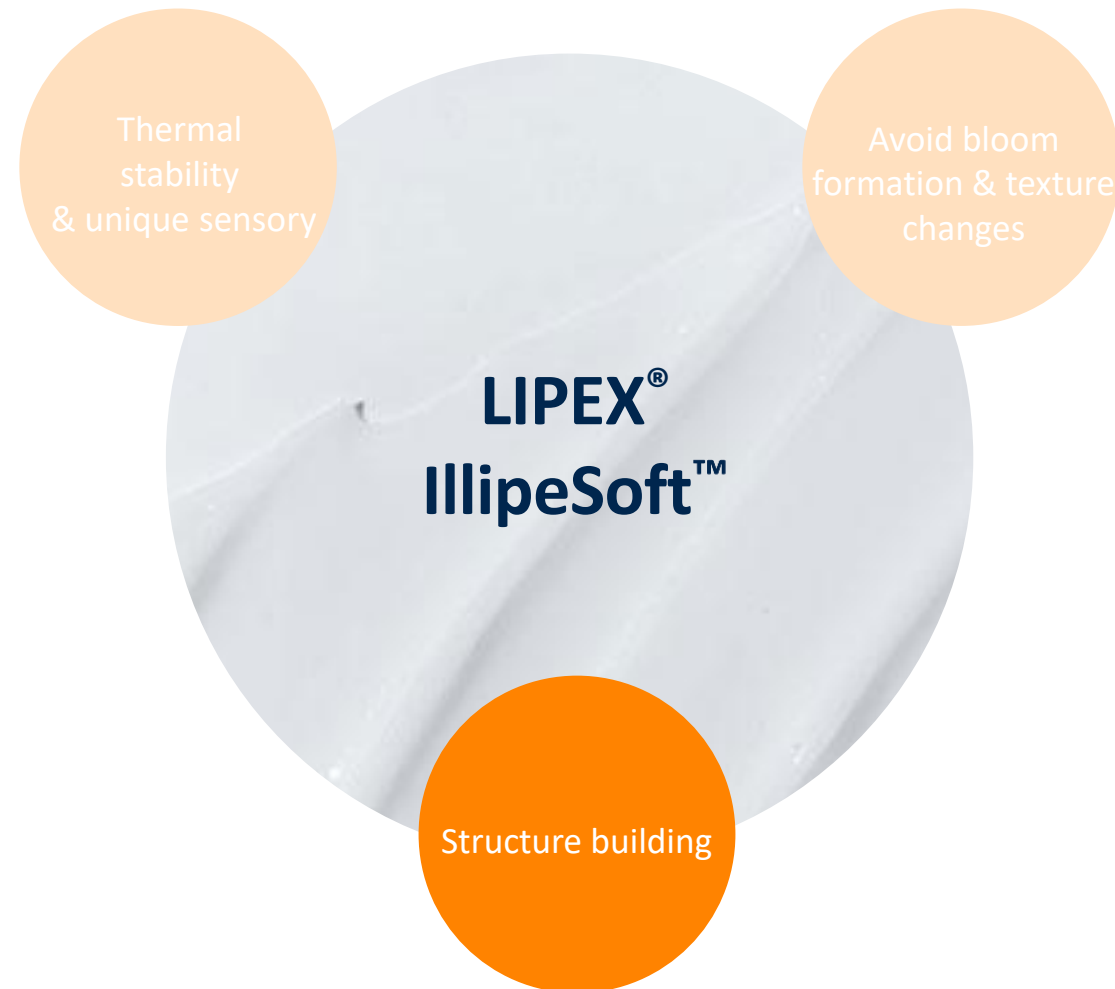 Thermal
stability
& unique sensory
Avoid bloom
formation & texture
changes
LIPEX®
IllipeSoft™
Structure building